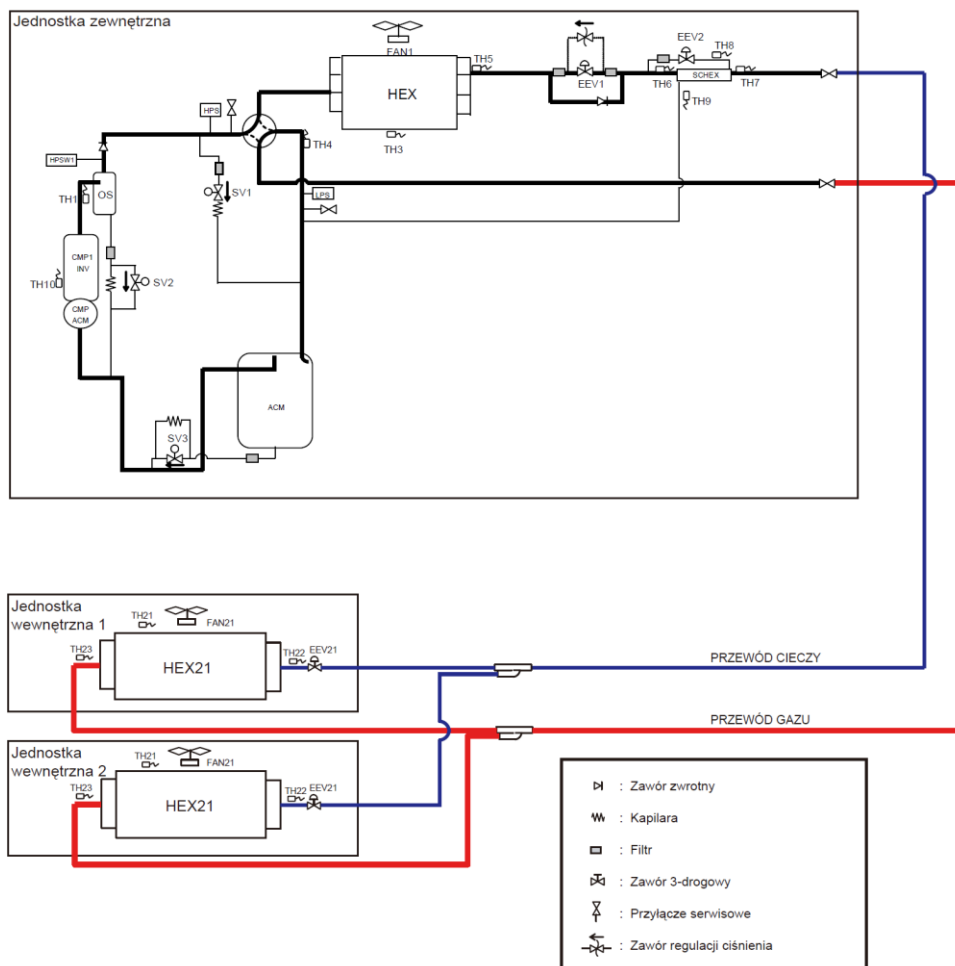 Jednostka zewnętrzna
FAN1
HEX
TH5
TH3
EEV1
EEV2
TH8
TH6
SCHEX
TH7
TH9
HPS
TH4
HPSW1
TH1
OS
SV1
LPS
CMP1
INV
TH10
SV2
CMP
ACM
ACM
SV3
Jednostka
wewnętrzna 1
TH21
FAN21
TH23
HEX21
TH22
EEV21
PRZEWÓD CIECZY
PRZEWÓD GAZU
Jednostka
wewnętrzna 2
TH21
FAN21
TH23
HEX21
TH22
EEV21
: Zawór zwrotny
: Kapilara
: Filtr
: Zawór 3-drogowy
: Przyłącze serwisowe
: Zawór regulacji ciśnienia